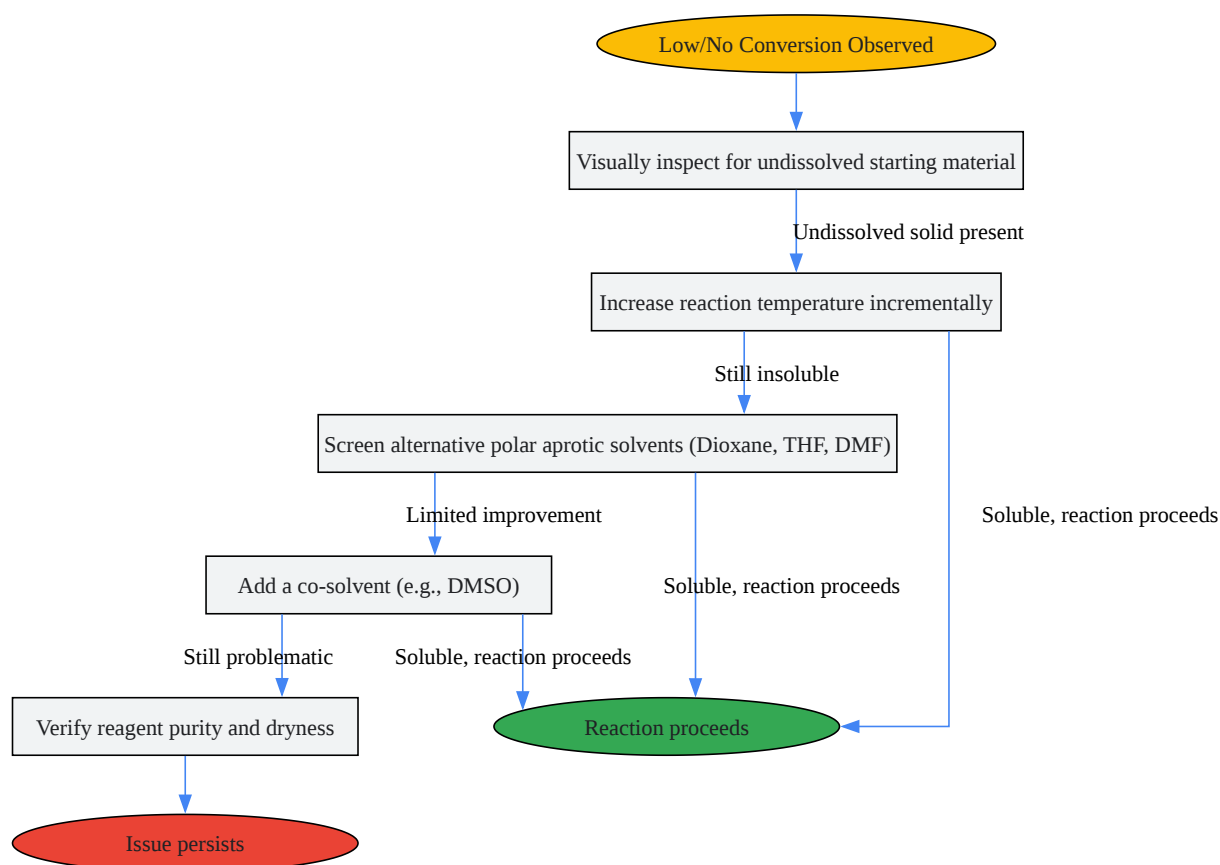 Low/No Conversion Observed
Visually inspect for undissolved starting material
Undissolved solid present
Increase reaction temperature incrementally
Still insoluble
Screen alternative polar aprotic solvents (Dioxane, THF, DMF)
Limited improvement
Soluble, reaction proceeds
Add a co-solvent (e.g., DMSO)
Soluble, reaction proceeds
Still problematic
Soluble, reaction proceeds
Verify reagent purity and dryness
Reaction proceeds
Issue persists